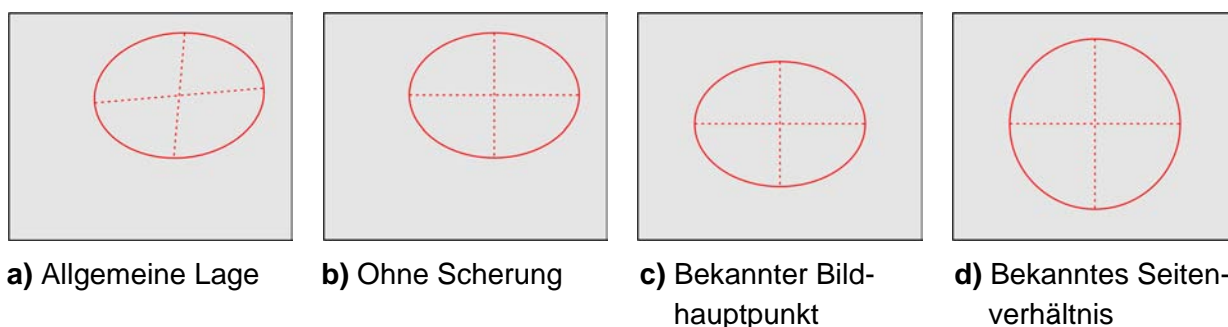 a) Allgemeine Lage
b) Ohne Scherung
c) Bekannter Bild-
hauptpunkt
d) Bekanntes Seiten-
verhältnis